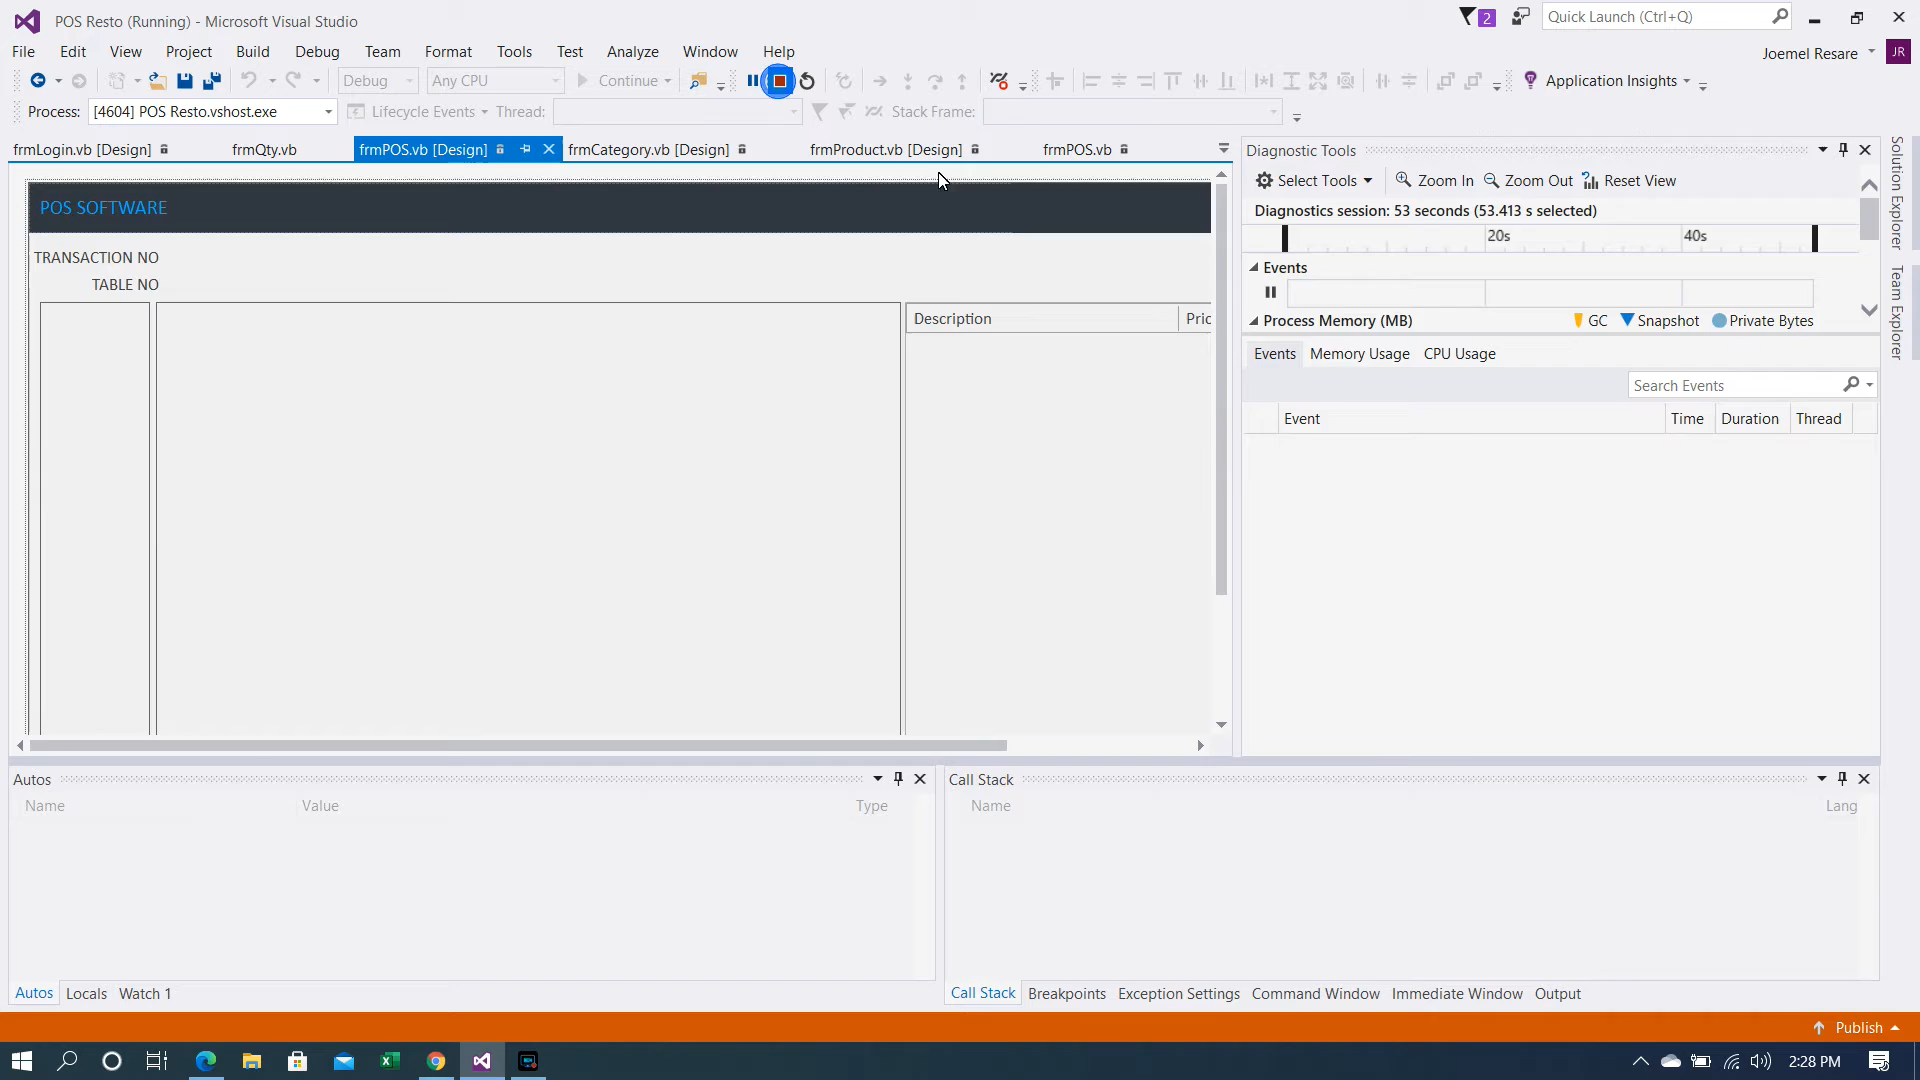 POS Resto (Running) - Microsoft Visual Studio
2
Quick Launch (Ctrl+Q)
File Edit View Project Build Debug Team Format Tools Test Analyze Window Help
Joemel Resare
JR
Debug
Any CPU
Continue
Application Insights
Process: [4604] POS Resto.vshost.exe
Lifecycle Events
Thread:
Stack Frame:
frmLogin.vb [Design]
frmQty.vb
frmPOS.vb [Design]
frmCategory.vb [Design]
frmProduct.vb [Design]
frmPOS.vb
POS SOFTWARE
TRANSACTION NO
TABLE NO
Description
Pric
Diagnostic Tools
Select Tools
Zoom In
Zoom Out
Reset View
Diagnostics session: 53 seconds (53.413 s selected)
20s
40s
Events
Process Memory (MB)
GC
Snapshot
Private Bytes
Events Memory Usage CPU Usage
Search Events
Event Time Duration Thread
Solution Explorer
Team Explorer
Autos
Name Value Type
Autos Locals Watch 1
Call Stack
Name Lang
Call Stack Breakpoints Exception Settings Command Window Immediate Window Output
Publish
2:28 PM